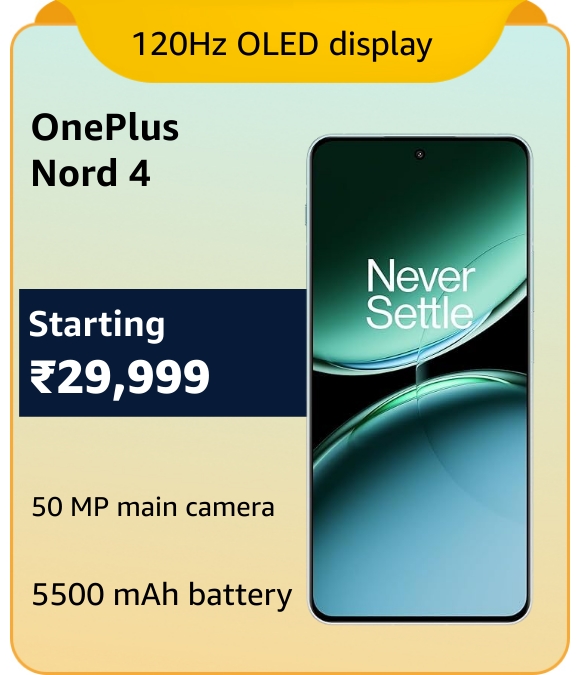 120Hz OLED display
OnePlus
Nord 4
Never
Settle
Starting
₹29,999
50 MP main camera
5500 mAh battery